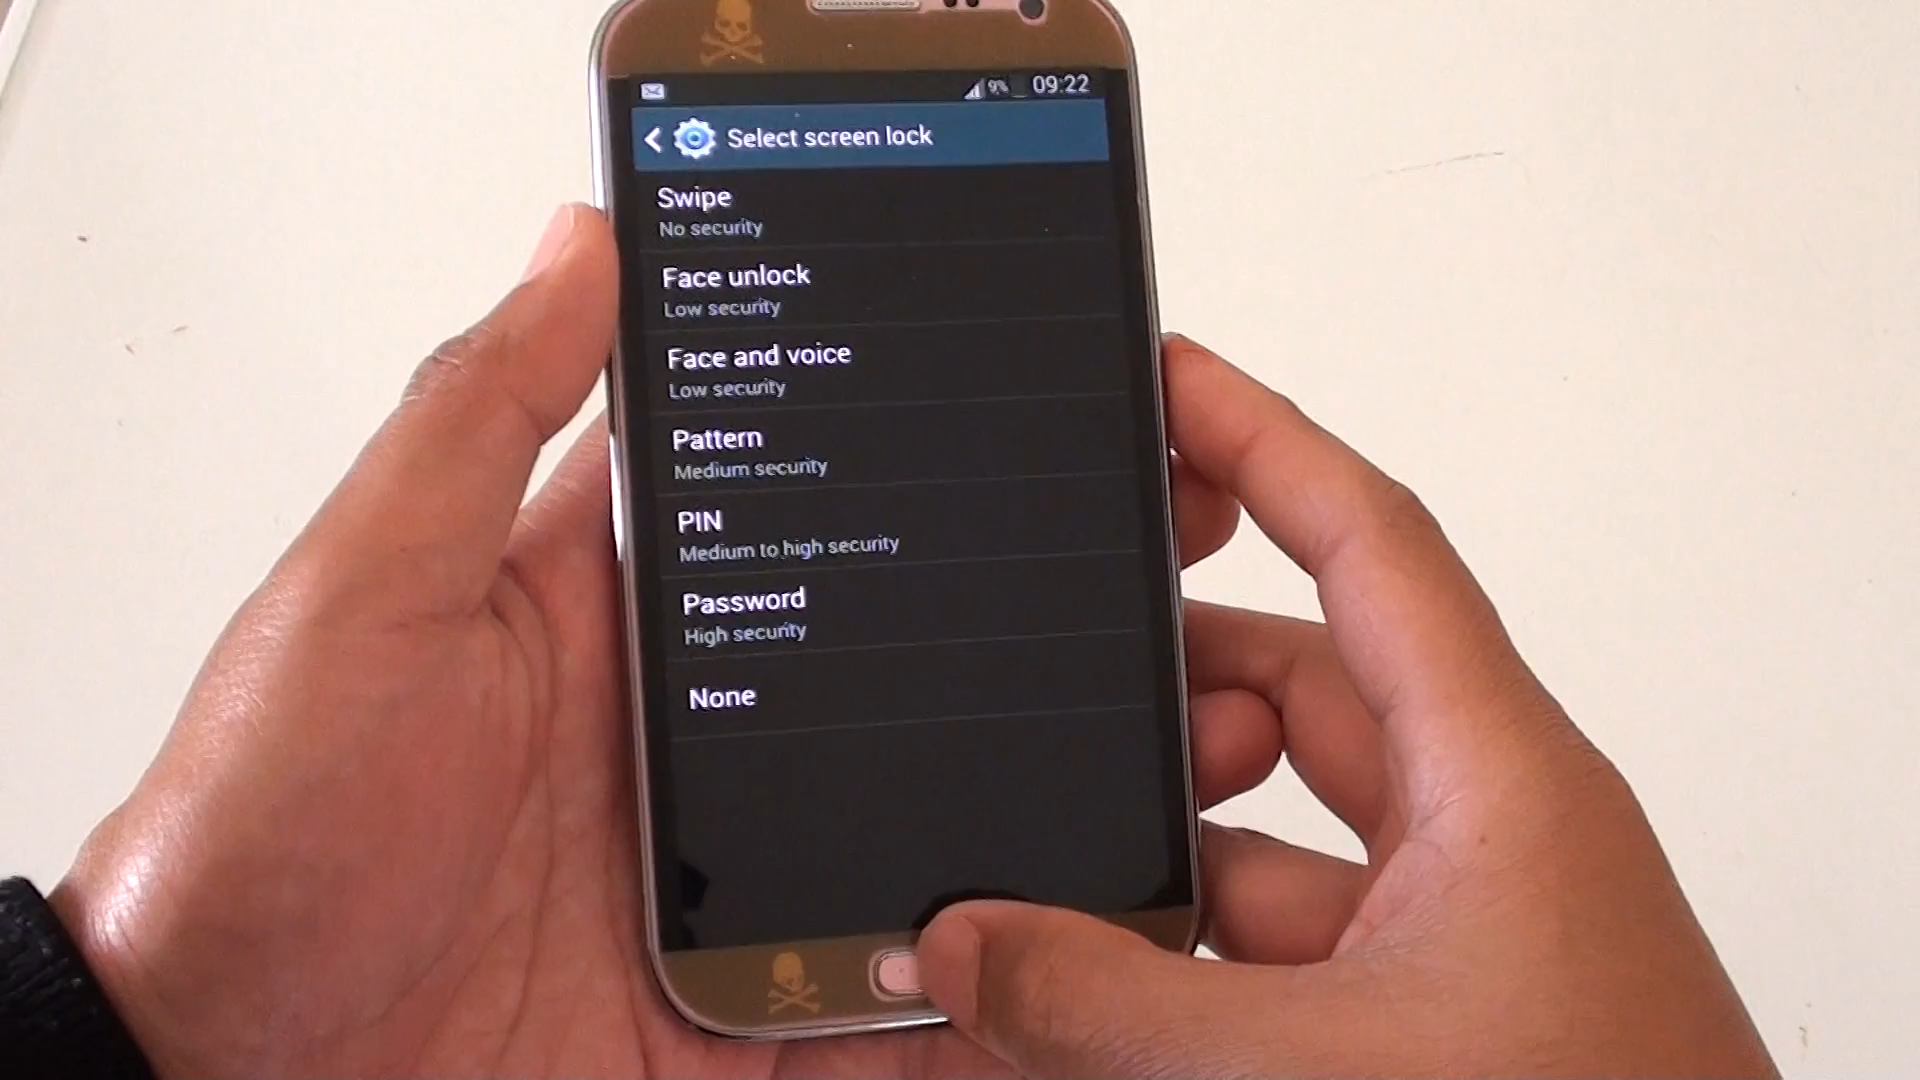 9% 09:22
Select screen lock
Swipe
No security
Face unlock
Low security
Face and voice
Low security
Pattern
Medium security
PIN
Medium to high security
Password
High security
None